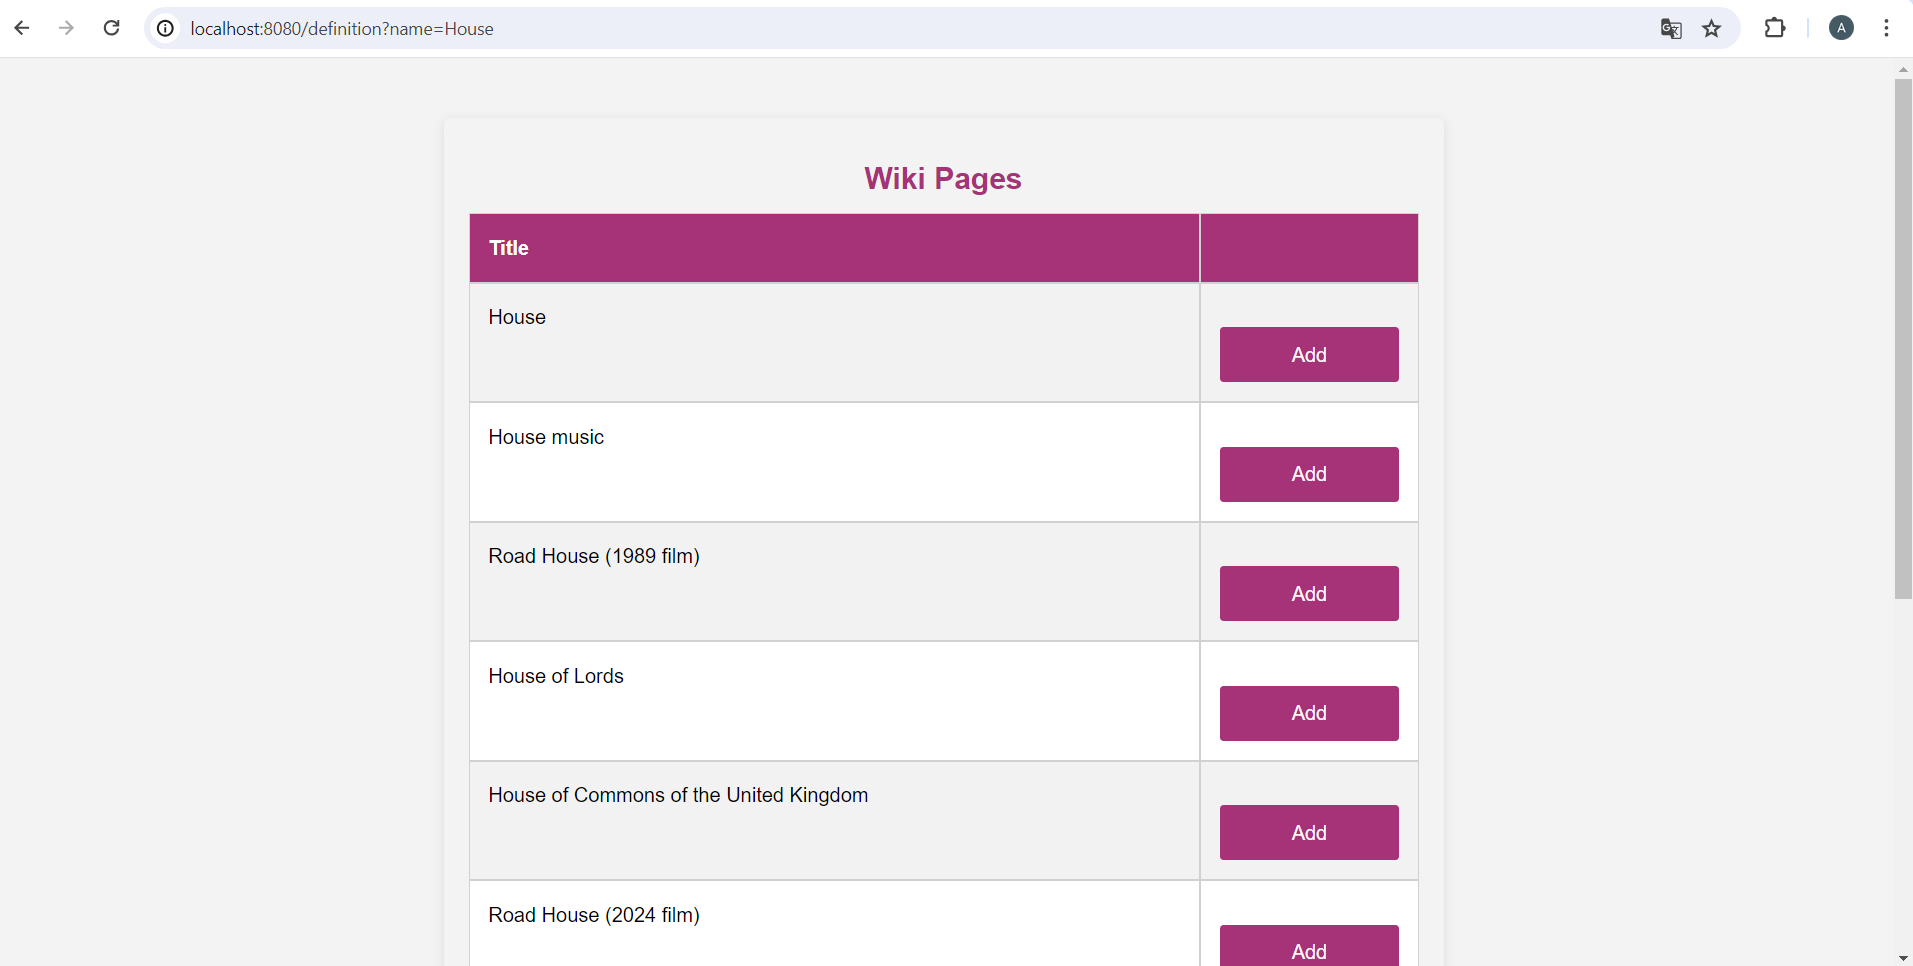 localhost:8080/definition?name=House
A
Wiki Pages
Title
House
Add
House music
Add
Road House (1989 film)
Add
House of Lords
Add
House of Commons of the United Kingdom
Add
Road House (2024 film)
Add